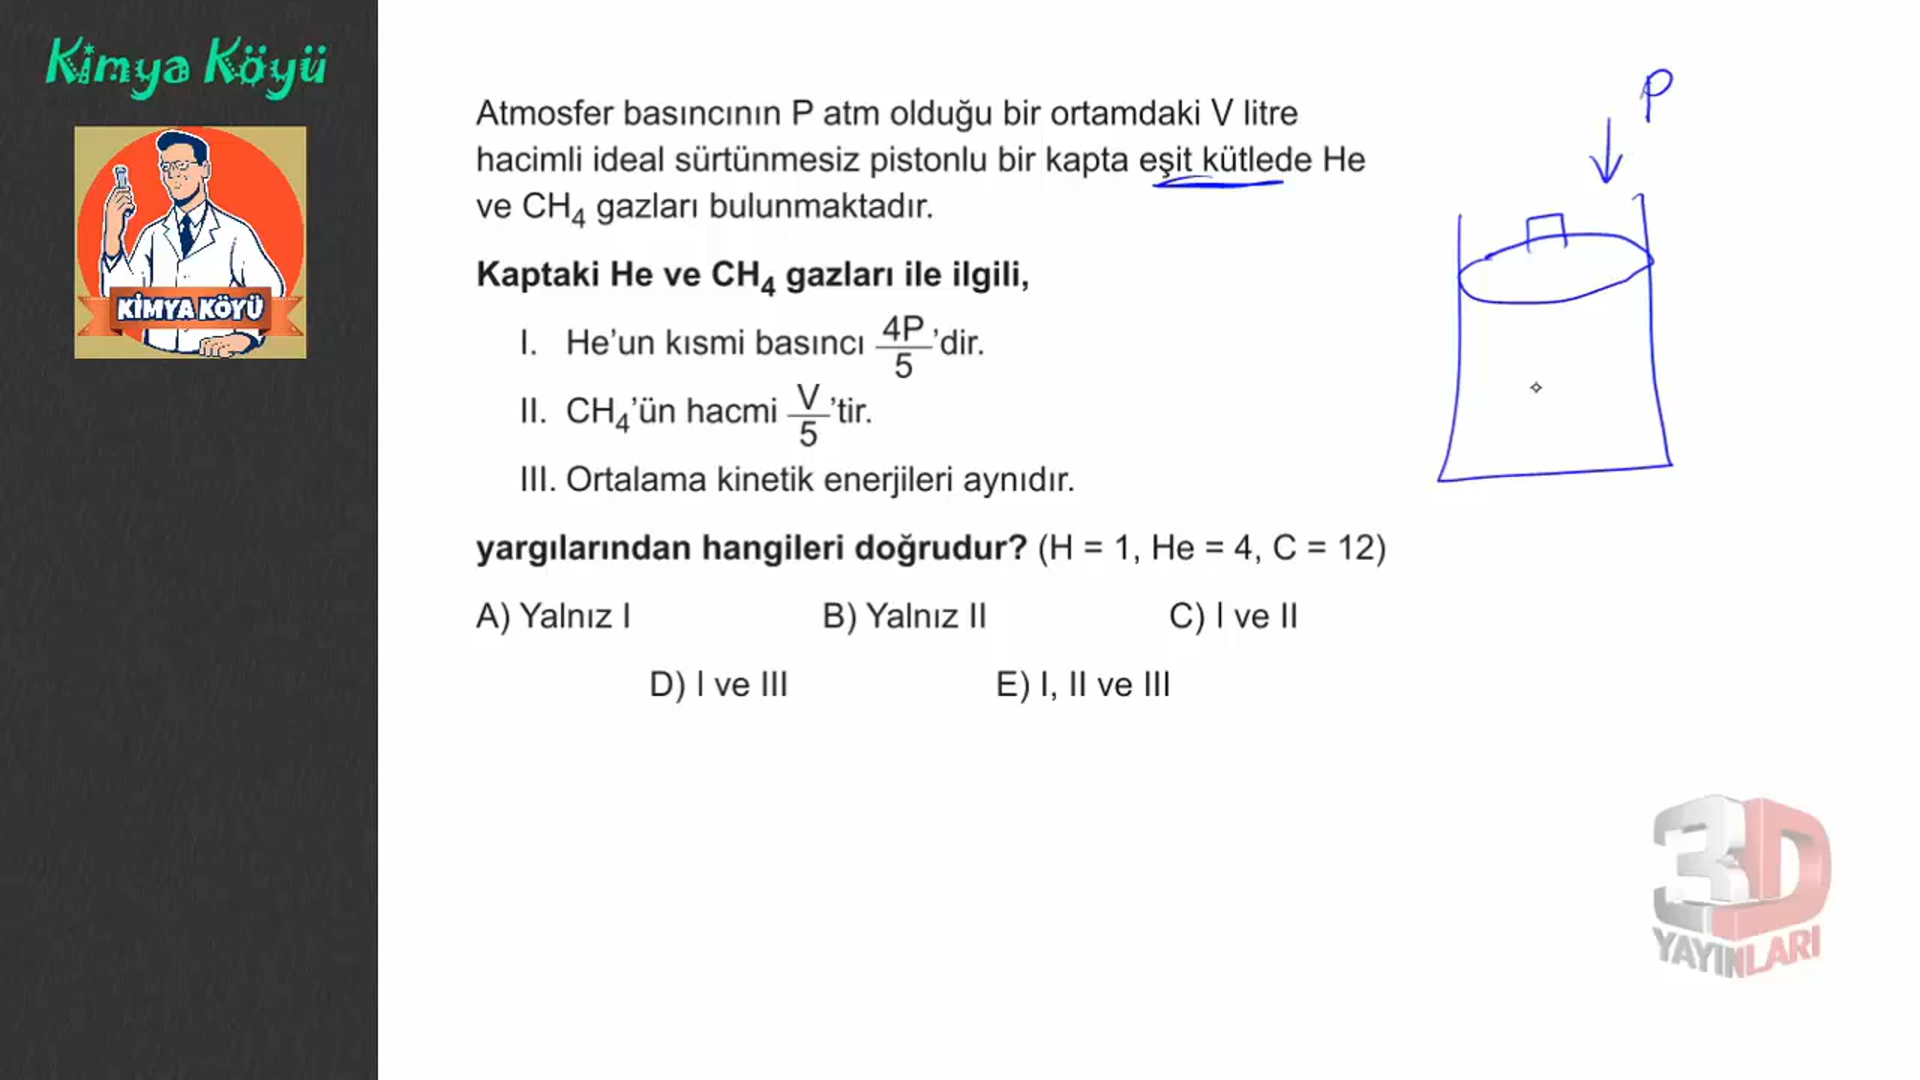 Kimya Köyü
KİMYA KÖYÜ
Atmosfer basıncının P atm olduğu bir ortamdaki V litre
hacimli ideal sürtünmesiz pistonlu bir kapta eşit kütlede He
ve CH₄ gazları bulunmaktadır.
Kaptaki He ve CH₄ gazları ile ilgili,
I. He’un kısmi basıncı 4P/5 ’dir.
II. CH₄’ün hacmi V/5 ’tir.
III. Ortalama kinetik enerjileri aynıdır.
yargılarından hangileri doğrudur? (H = 1, He = 4, C = 12)
A) Yalnız I B) Yalnız II C) I ve II
D) I ve III E) I, II ve III
P
3D
YAYINLARI